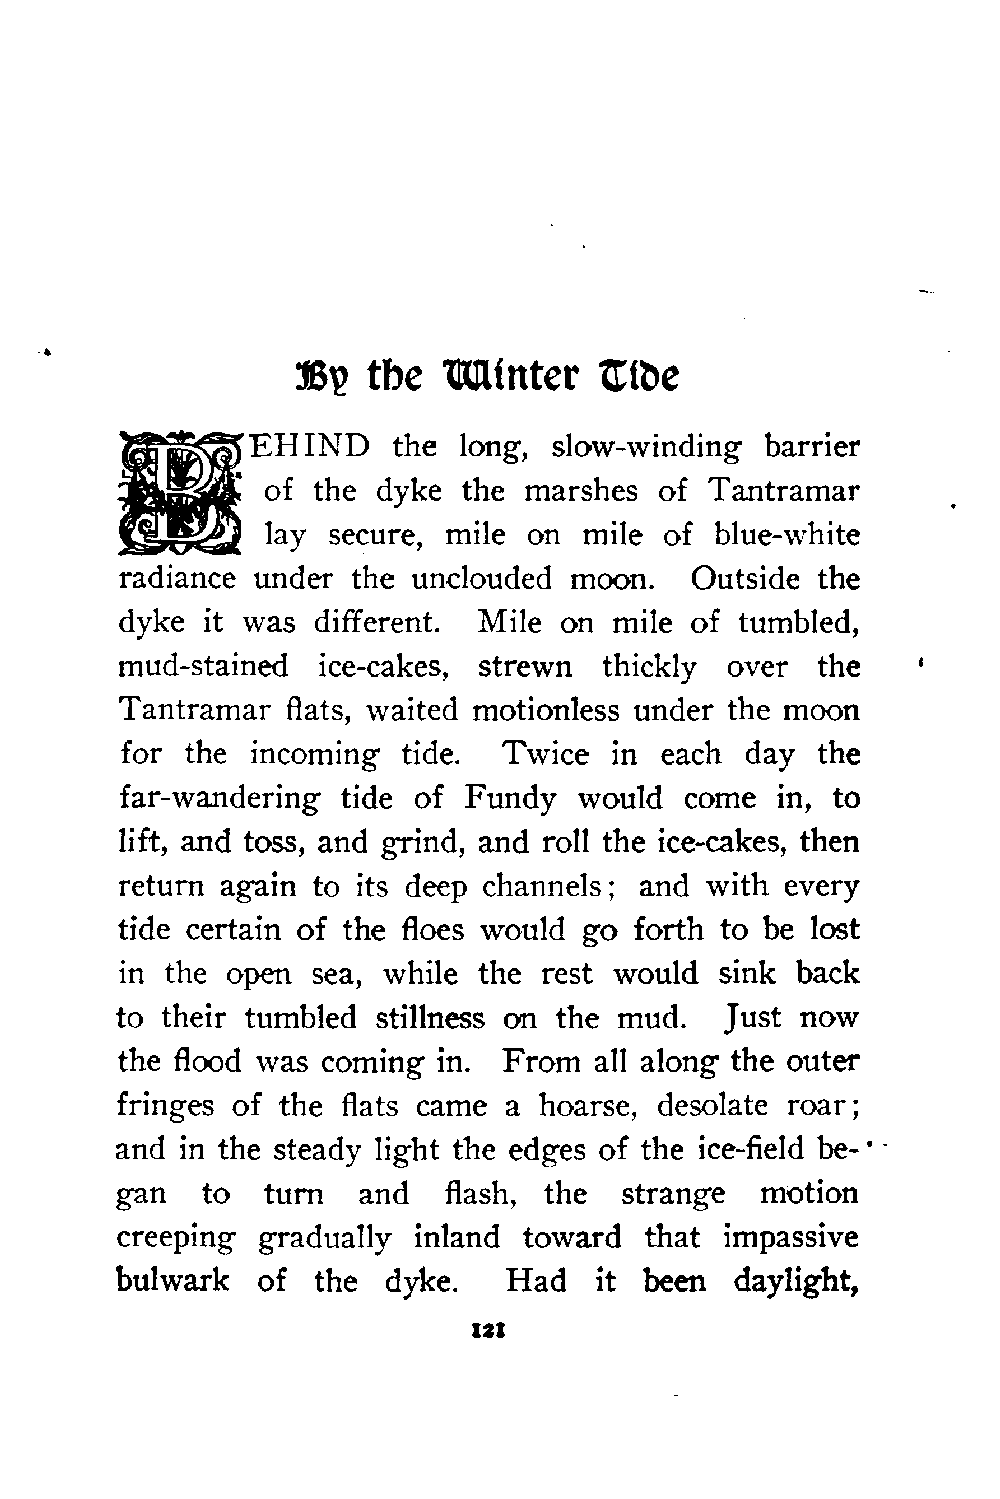 By the Winter Tide
BEHIND the long, slow-winding barrier
of the dyke the marshes of Tantramar
lay secure, mile on mile of blue-white
radiance under the unclouded moon. Outside the
dyke it was different. Mile on mile of tumbled,
mud-stained ice-cakes, strewn thickly over the
Tantramar flats, waited motionless under the moon
for the incoming tide. Twice in each day the
far-wandering tide of Fundy would come in, to
lift, and toss, and grind, and roll the ice-cakes, then
return again to its deep channels; and with every
tide certain of the floes would go forth to be lost
in the open sea, while the rest would sink back
to their tumbled stillness on the mud. Just now
the flood was coming in. From all along the outer
fringes of the flats came a hoarse, desolate roar;
and in the steady light the edges of the ice-field be-
gan to turn and flash, the strange motion
creeping gradually inland toward that impassive
bulwark of the dyke. Had it been daylight,
121